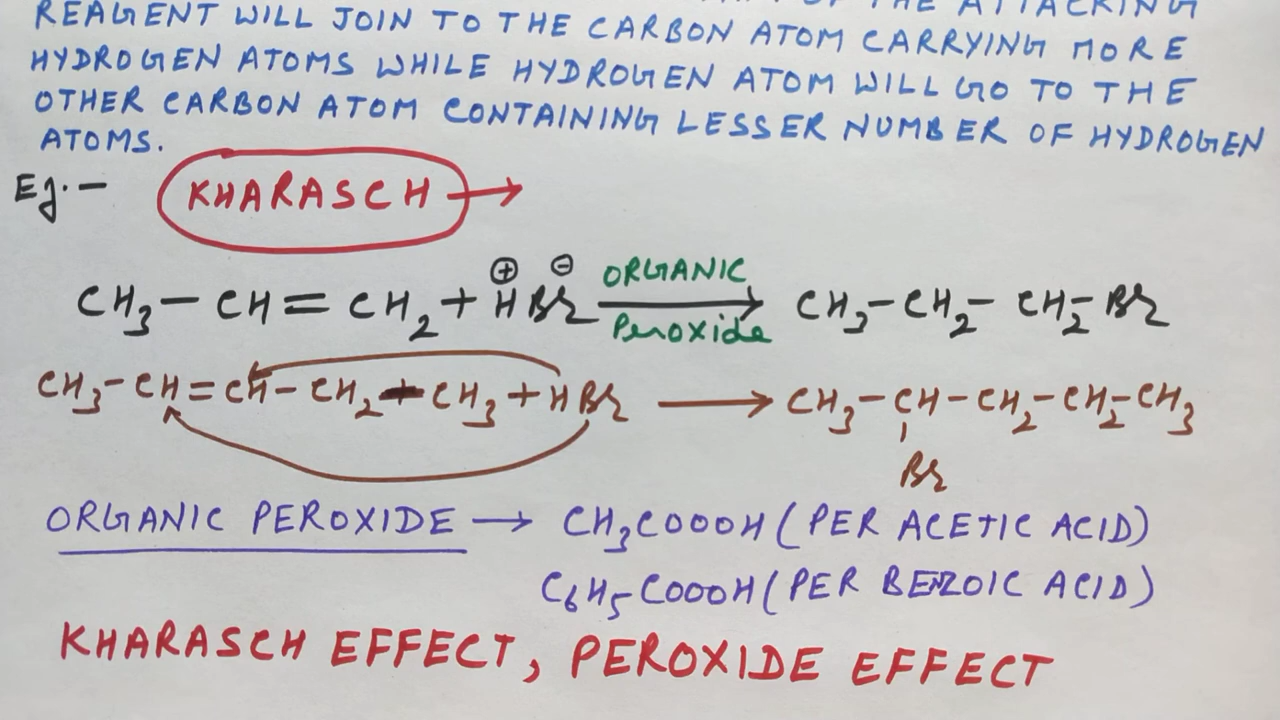 THE ATTACKING
REAGENT WILL JOIN TO THE CARBON ATOM CARRYING MORE
HYDROGEN ATOMS WHILE HYDROGEN ATOM WILL GO TO THE
OTHER CARBON ATOM CONTAINING LESSER NUMBER OF HYDROGEN
ATOMS.
Eg.- KHARASCH →
CH₃—CH=CH₂+H⊕Br⊖ ORGANIC Peroxide → CH₃-CH₂-CH₂-Br
CH₃-CH=CH-CH₂-CH₃+HBr → CH₃-CH-CH₂-CH₂-CH₃
Br
ORGANIC PEROXIDE → CH₃COOOH (PER ACETIC ACID)
C₆H₅COOOH (PER BENZOIC ACID)
KHARASCH EFFECT, PEROXIDE EFFECT